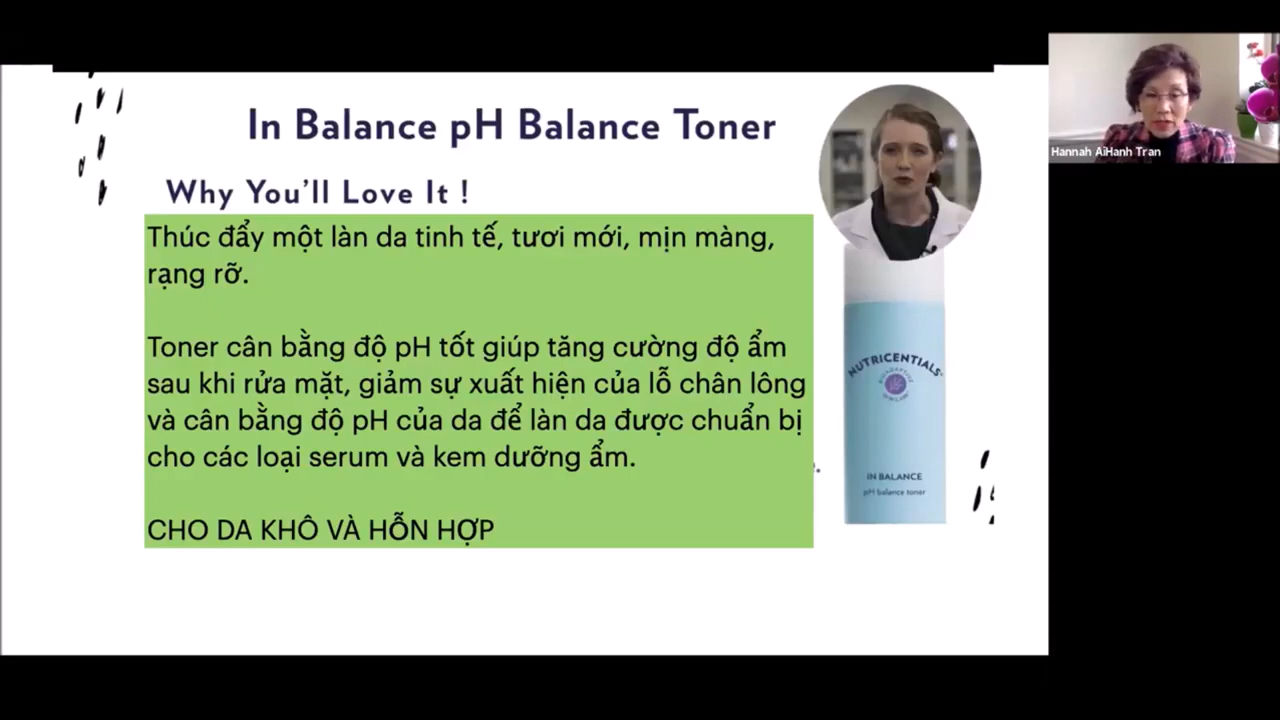 In Balance pH Balance Toner
Why You'll Love It !
Thúc đẩy một làn da tinh tế, tươi mới, mịn màng,
rạng rỡ.
Toner cân bằng độ pH tốt giúp tăng cường độ ẩm
sau khi rửa mặt, giảm sự xuất hiện của lỗ chân lông
và cân bằng độ pH của da để làn da được chuẩn bị
cho các loại serum và kem dưỡng ẩm.
CHO DA KHÔ VÀ HỖN HỢP
NUTRICENTIALS
IN BALANCE
pH balance toner
Hannah AiHanh Tran